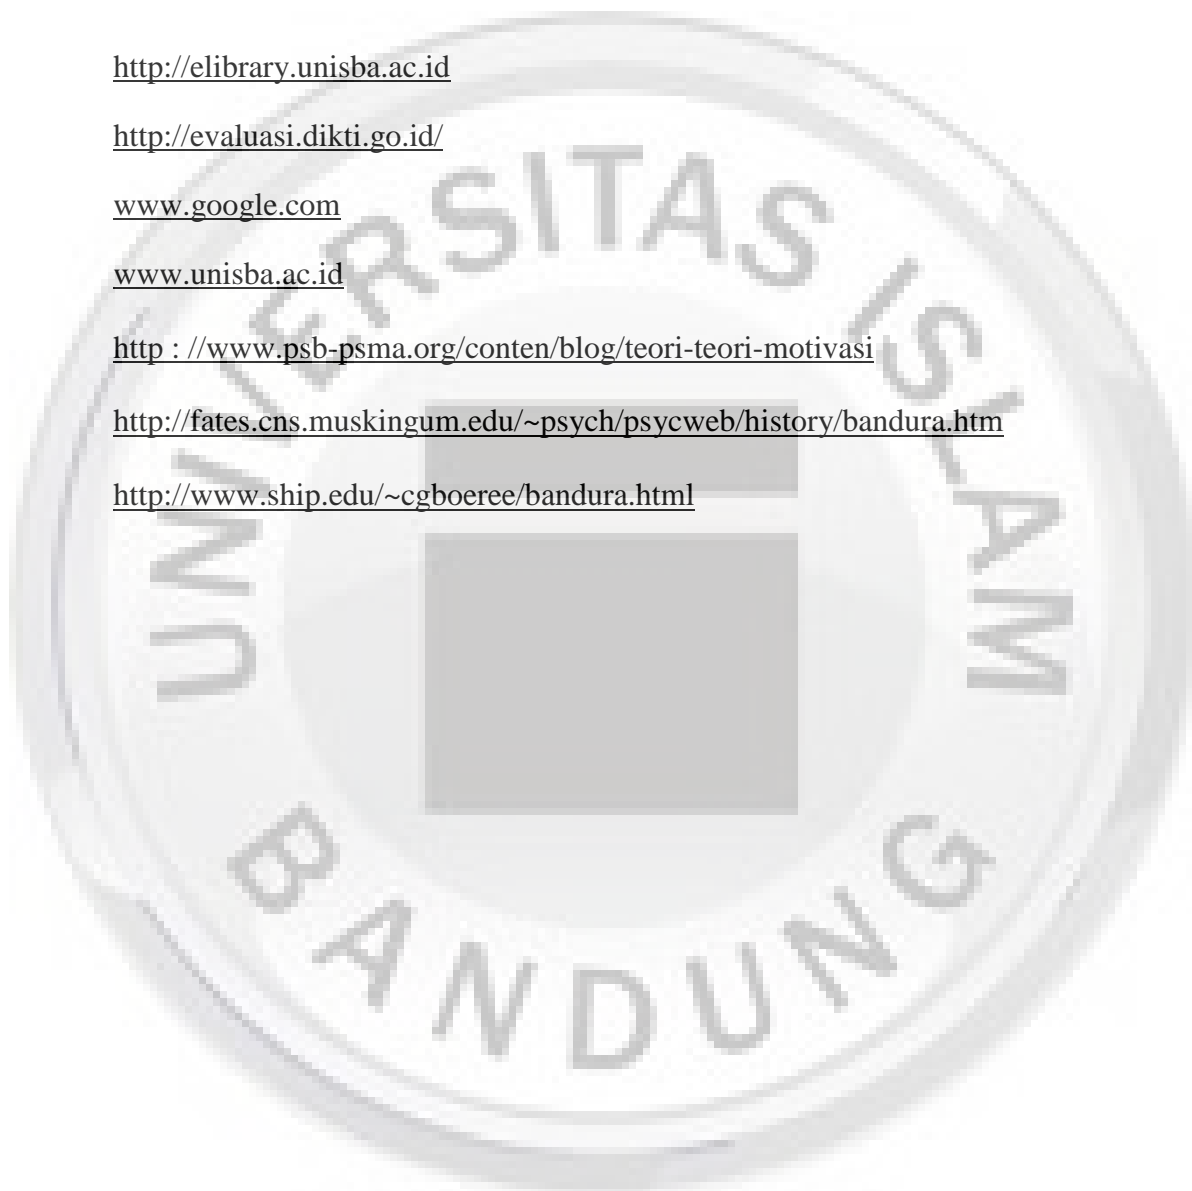 http://elibrary.unisba.ac.id
http://evaluasi.dikti.go.id/
www.google.com
www.unisba.ac.id
http : //www.psb-psma.org/conten/blog/teori-teori-motivasi
http://fates.cns.muskingum.edu/~psych/psycweb/history/bandura.htm
http://www.ship.edu/~cgboeree/bandura.html
UNIVERSITAS ISLAM
BANDUNG